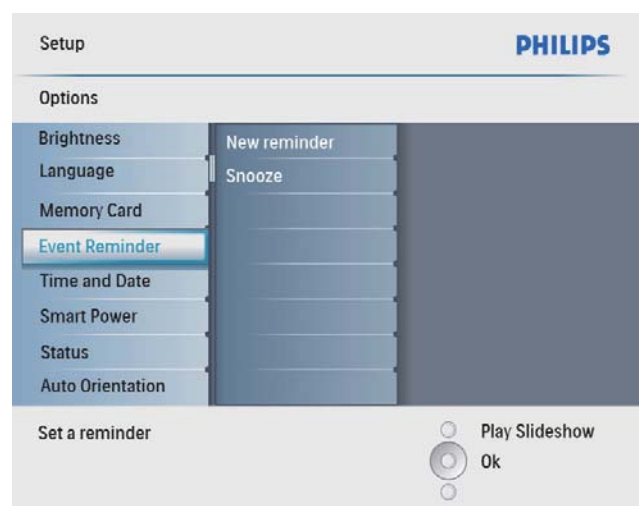 Setup
PHILIPS
Options
Brightness
Language
Memory Card
Event Reminder
Time and Date
Smart Power
Status
Auto Orientation
New reminder
Snooze
Set a reminder
Play Slideshow
Ok